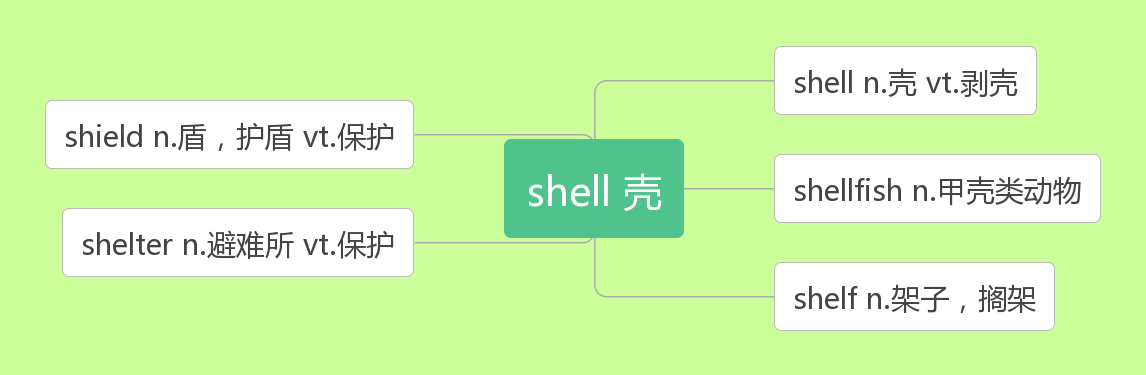 shell 壳
shell n.壳 vt.剥壳
shellfish n.甲壳类动物
shelf n.架子，搁架
shield n.盾，护盾 vt.保护
shelter n.避难所 vt.保护